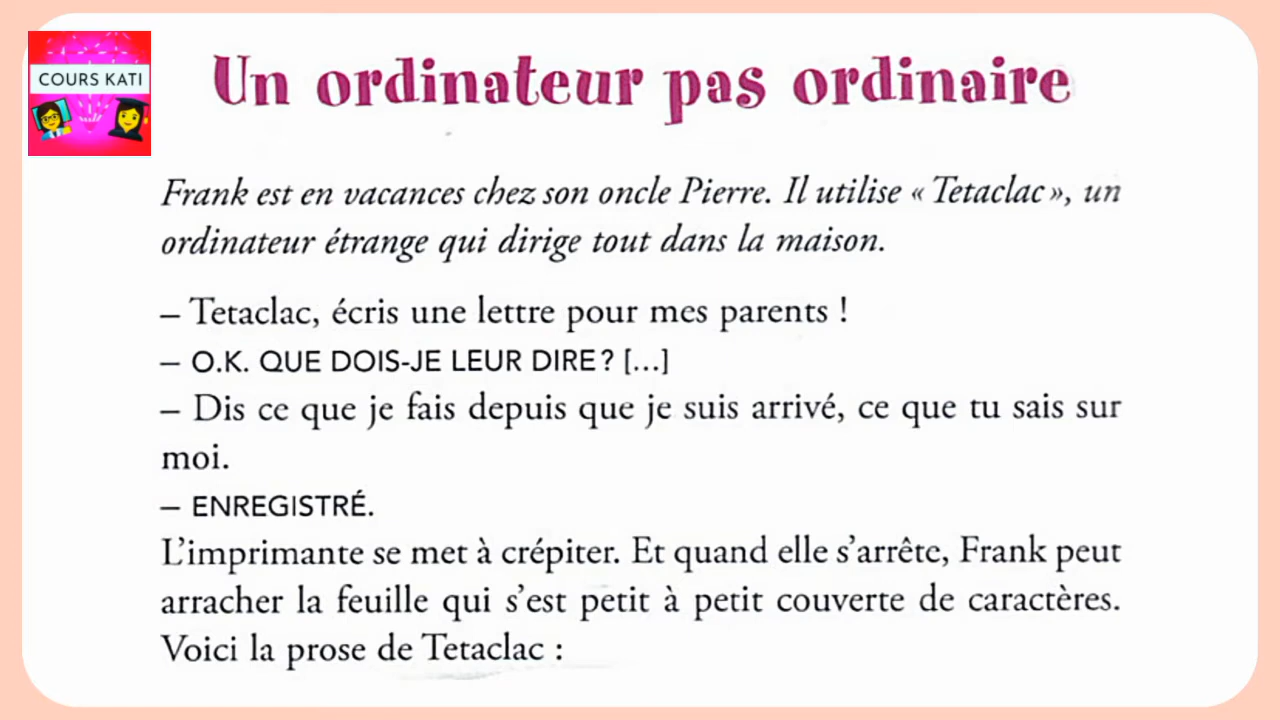 COURS KATI
Un ordinateur pas ordinaire
Frank est en vacances chez son oncle Pierre. Il utilise « Tetaclac », un
ordinateur étrange qui dirige tout dans la maison.
– Tetaclac, écris une lettre pour mes parents !
– O.K. QUE DOIS-JE LEUR DIRE ? [...]
– Dis ce que je fais depuis que je suis arrivé, ce que tu sais sur
moi.
– ENREGISTRÉ.
L’imprimante se met à crépiter. Et quand elle s’arrête, Frank peut
arracher la feuille qui s’est petit à petit couverte de caractères.
Voici la prose de Tetaclac :